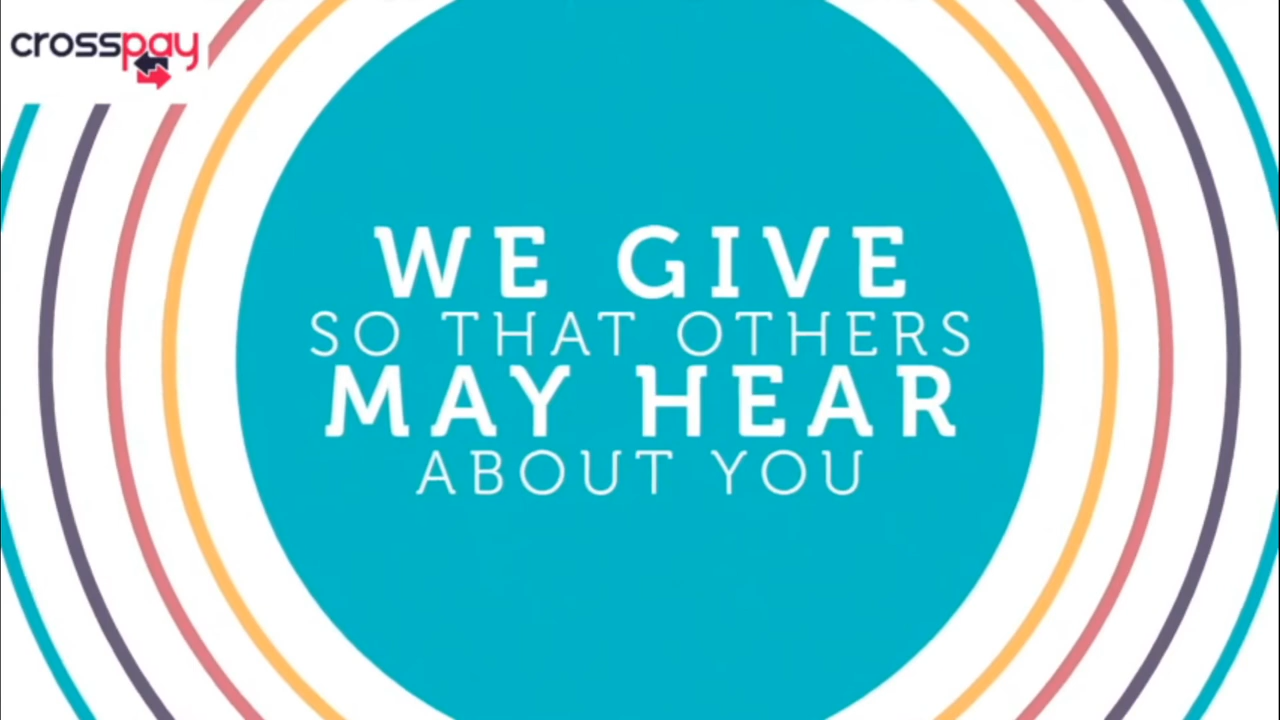 crosspay
WE GIVE
SO THAT OTHERS
MAY HEAR
ABOUT YOU